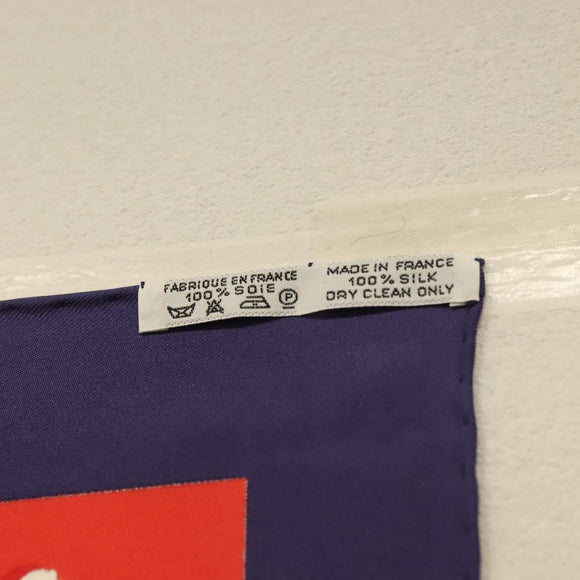 FABRIQUE EN FRANCE
100% SOIE
P
MADE IN FRANCE
100% SILK
DRY CLEAN ONLY